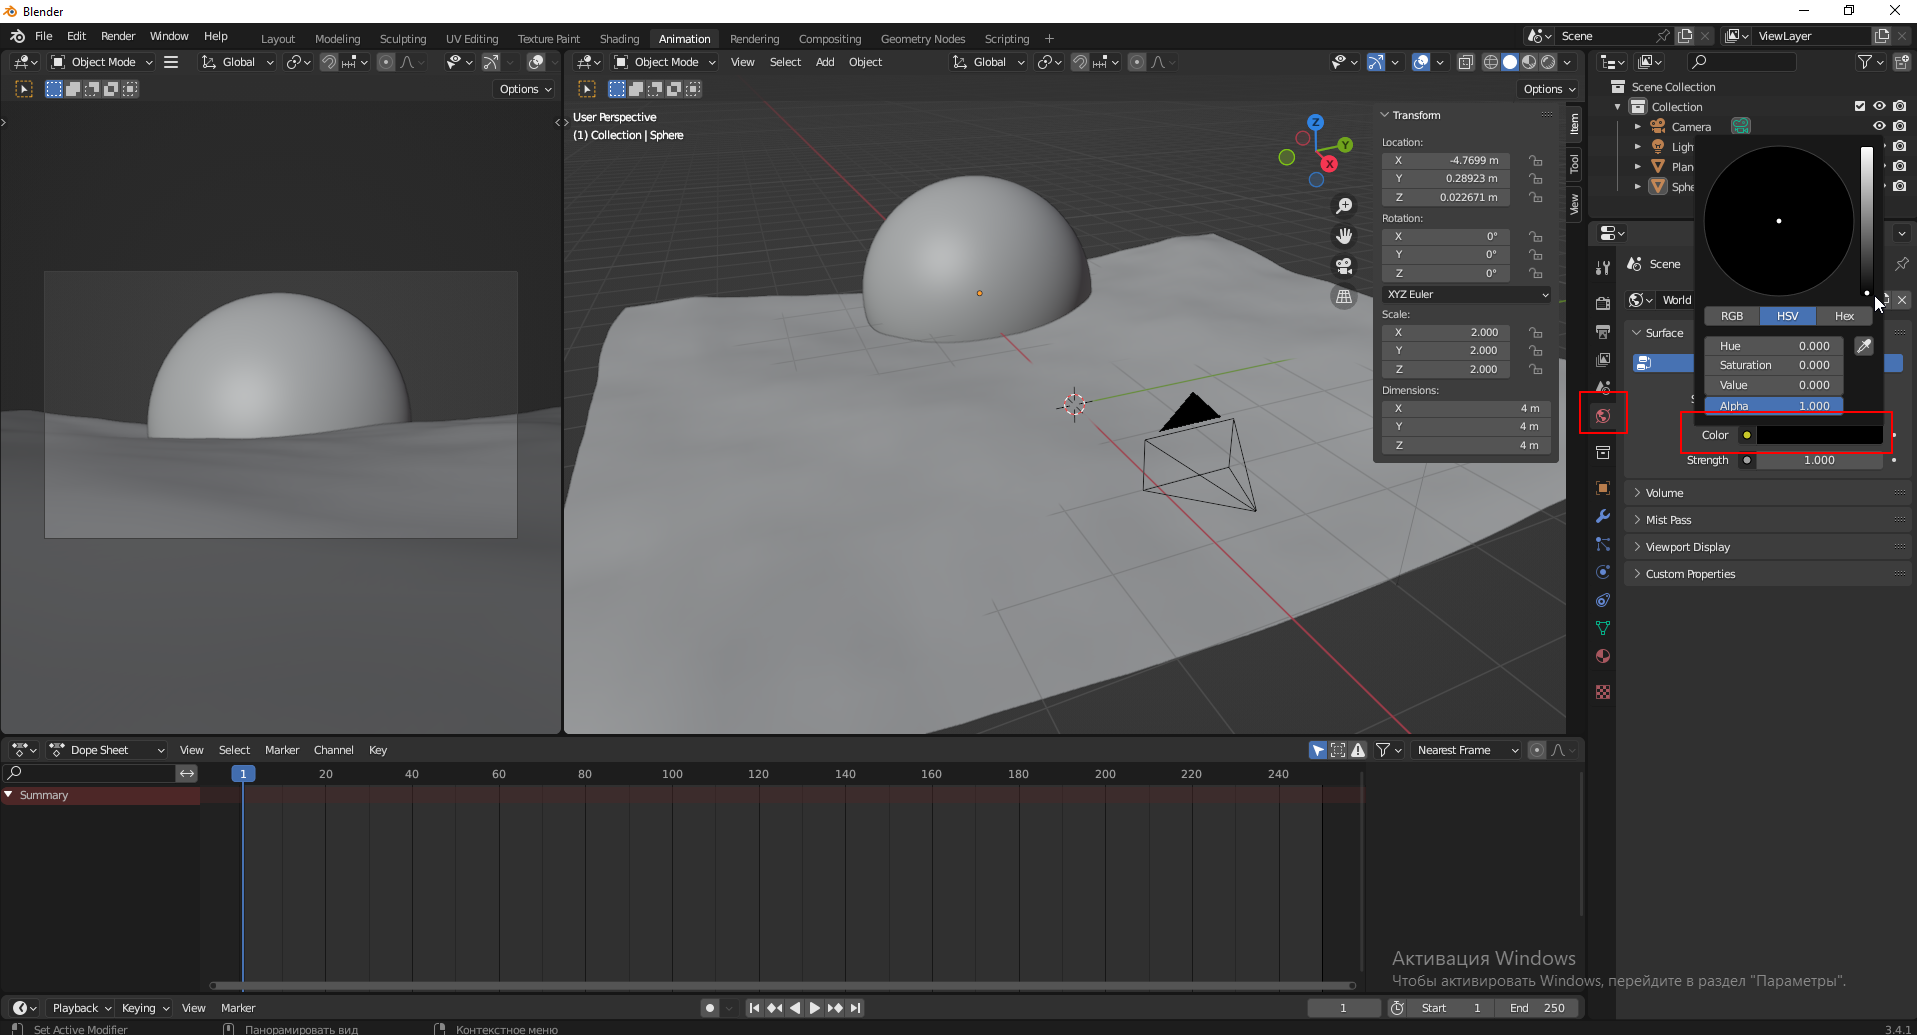 Blender
File Edit Render Window Help
Layout Modeling Sculpting UV Editing Texture Paint Shading Animation Rendering Compositing Geometry Nodes Scripting +
Scene
ViewLayer
Object Mode
Global
Object Mode View Select Add Object
Global
Options
Options
User Perspective
(1) Collection | Sphere
Z
Y
X
Transform
Location:
X -4.7699 m
Y 0.28923 m
Z 0.022671 m
Rotation:
X 0°
Y 0°
Z 0°
XYZ Euler
Scale:
X 2.000
Y 2.000
Z 2.000
Dimensions:
X 4 m
Y 4 m
Z 4 m
Item
Tool
View
Scene Collection
Collection
Camera
Ligh
Plan
Sphe
Scene
World
RGB HSV Hex
Surface
Hue 0.000
Saturation 0.000
Value 0.000
Alpha 1.000
Color
Strength 1.000
Volume
Mist Pass
Viewport Display
Custom Properties
Dope Sheet View Select Marker Channel Key
Nearest Frame
1 20 40 60 80 100 120 140 160 180 200 220 240
Summary
Активация Windows
Чтобы активировать Windows, перейдите в раздел "Параметры".
Playback Keying View Marker
1
Start 1 End 250
Set Active Modifier
Панорамировать вид
Контекстное меню
3.4.1